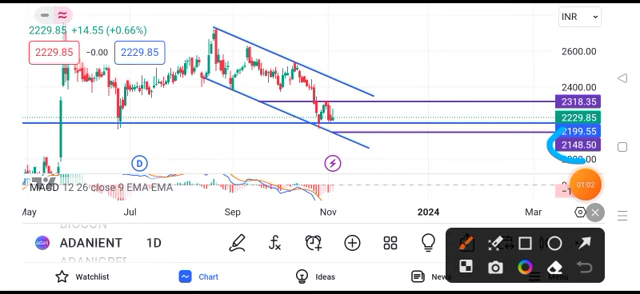 INR
2229.85 +14.55 (+0.66%)
2229.85 −0.00 2229.85
2600.00
2400.00
2318.35
2229.85
2199.55
2148.50
D
01:02
MACD 12 26 close 9 EMA EMA
May Jul Sep Nov 2024 Mar
ADANIENT 1D
Watchlist Chart Ideas News